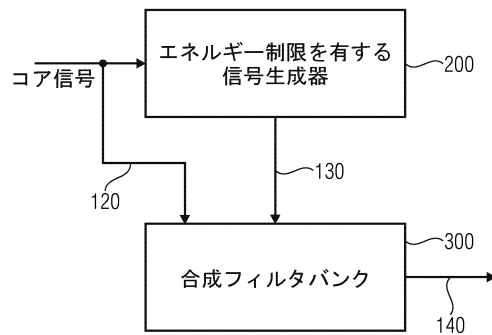 エネルギー制限を有する
信号生成器
200
コア信号
130
120
300
合成フィルタバンク
140